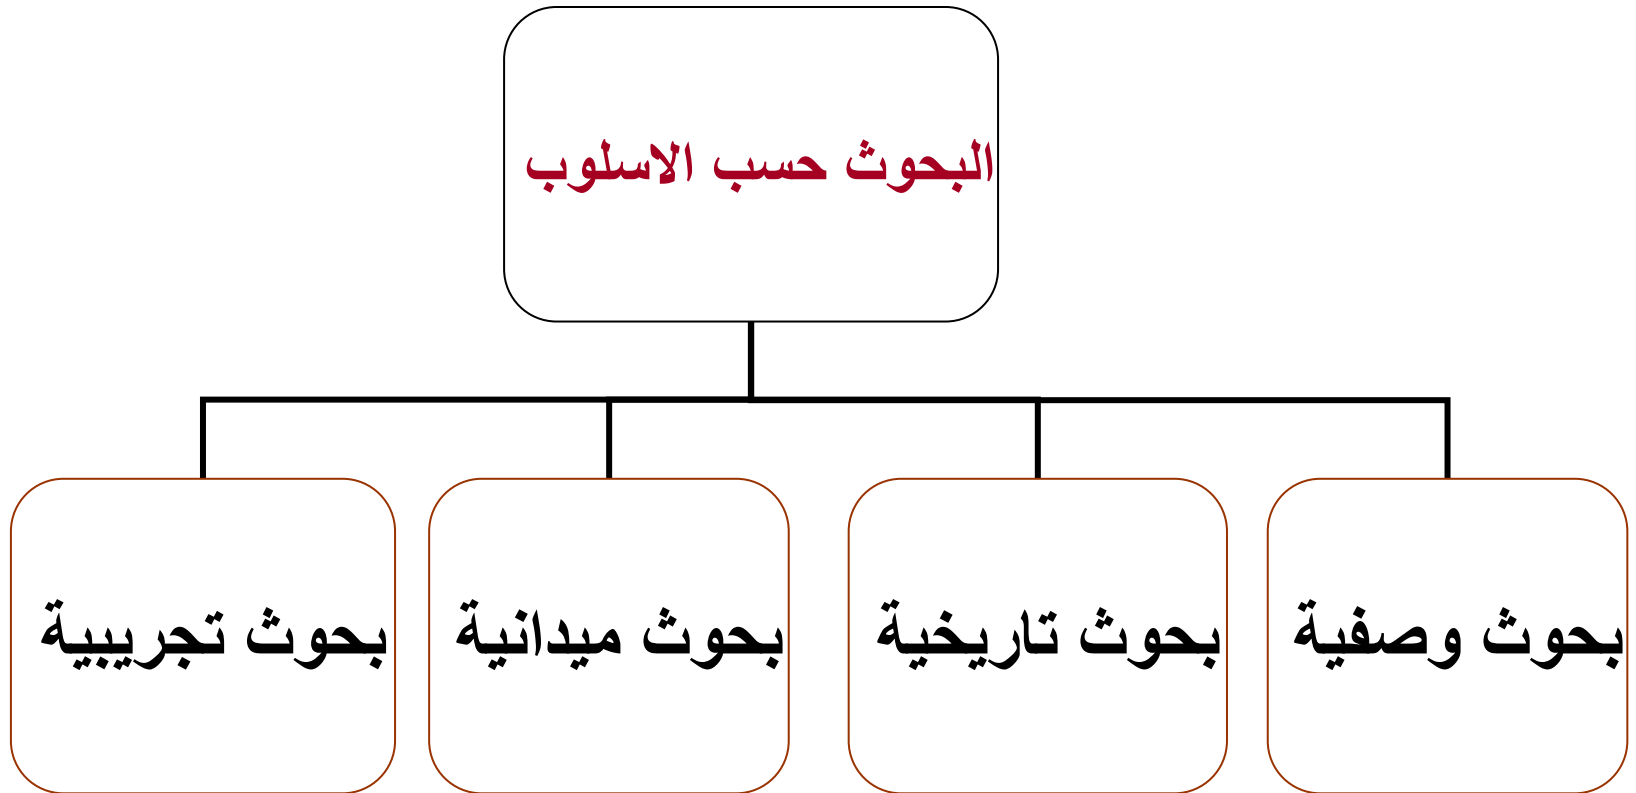 البحوث حسب الاسلوب
بحوث وصفية
بحوث تاريخية
بحوث ميدانية
بحوث تجريبية